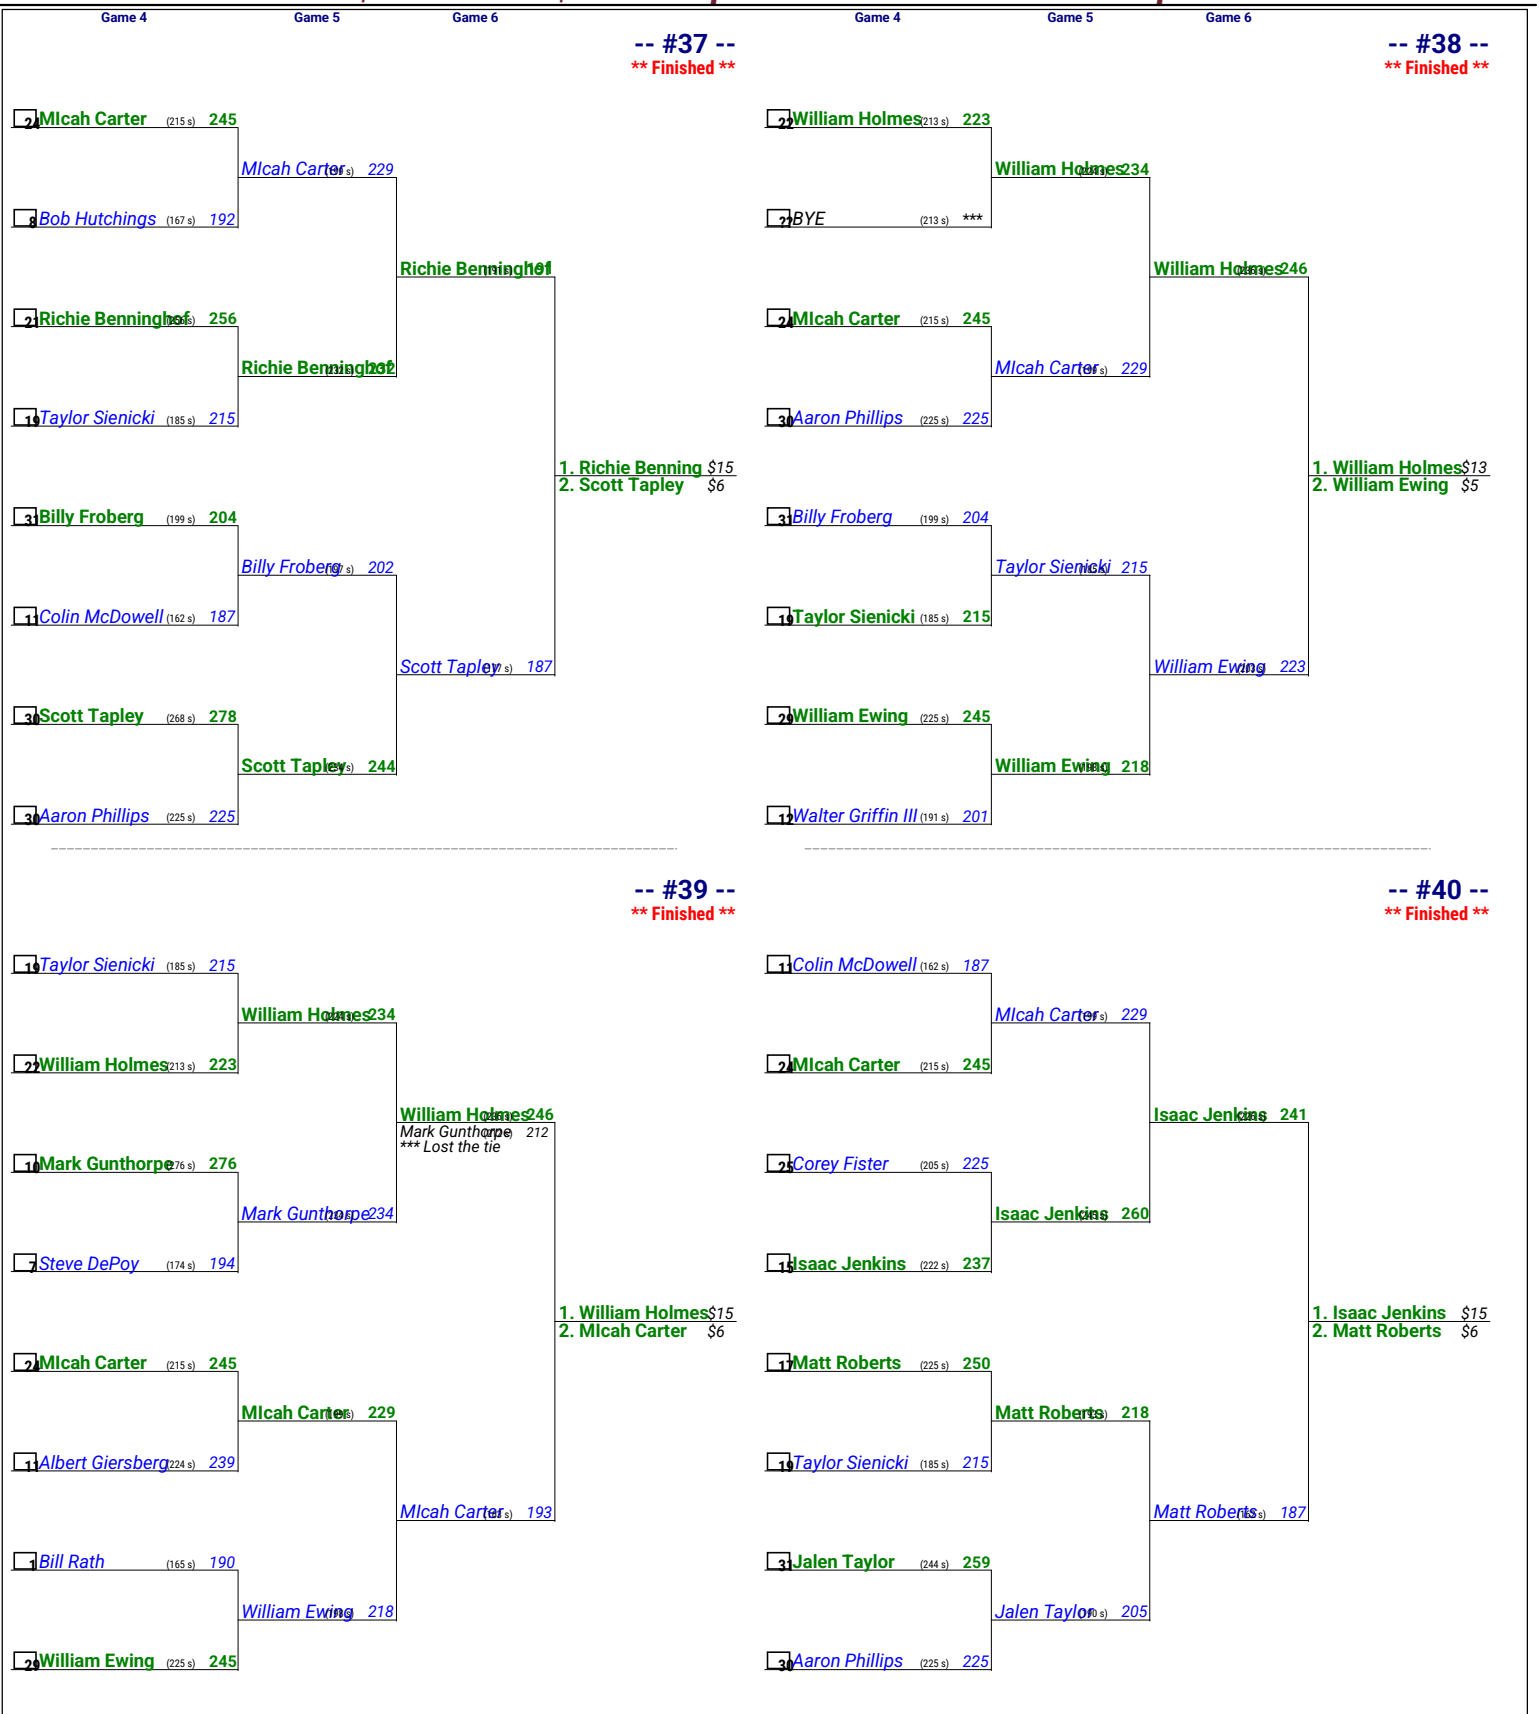 Game 4 Game 5 Game 6 Game 4 Game 5 Game 6
-- #37 --
** Finished **
24 MIcah Carter (215 s) 245
MIcah Carter 229
8 Bob Hutchings (167 s) 192
Richie Benninghof 191
21 Richie Benninghof (256 s) 256
Richie Benninghof 232
19 Taylor Sienicki (185 s) 215
1. Richie Benning $15
2. Scott Tapley $6
31 Billy Froberg (199 s) 204
Billy Froberg 202
11 Colin McDowell (162 s) 187
Scott Tapley 187
30 Scott Tapley (268 s) 278
Scott Tapley 244
30 Aaron Phillips (225 s) 225
-- #38 --
** Finished **
22 William Holmes (213 s) 223
William Holmes 234
?? BYE (213 s) ***
William Holmes 246
24 MIcah Carter (215 s) 245
MIcah Carter 229
30 Aaron Phillips (225 s) 225
1. William Holmes $13
2. William Ewing $5
31 Billy Froberg (199 s) 204
Taylor Sienicki 215
19 Taylor Sienicki (185 s) 215
William Ewing 223
29 William Ewing (225 s) 245
William Ewing 218
12 Walter Griffin III (191 s) 201
-- #39 --
** Finished **
19 Taylor Sienicki (185 s) 215
William Holmes 234
22 William Holmes (213 s) 223
William Holmes 246
Mark Gunthorpe 212
*** Lost the tie
10 Mark Gunthorpe (276 s) 276
Mark Gunthorpe 234
7 Steve DePoy (174 s) 194
1. William Holmes $15
2. MIcah Carter $6
24 MIcah Carter (215 s) 245
MIcah Carter 229
11 Albert Giersberg (224 s) 239
MIcah Carter 193
1 Bill Rath (165 s) 190
William Ewing 218
29 William Ewing (225 s) 245
-- #40 --
** Finished **
11 Colin McDowell (162 s) 187
MIcah Carter 229
24 MIcah Carter (215 s) 245
Isaac Jenkins 241
25 Corey Fister (205 s) 225
Isaac Jenkins 260
15 Isaac Jenkins (222 s) 237
1. Isaac Jenkins $15
2. Matt Roberts $6
17 Matt Roberts (225 s) 250
Matt Roberts 218
19 Taylor Sienicki (185 s) 215
Matt Roberts 187
31 Jalen Taylor (244 s) 259
Jalen Taylor 205
30 Aaron Phillips (225 s) 225